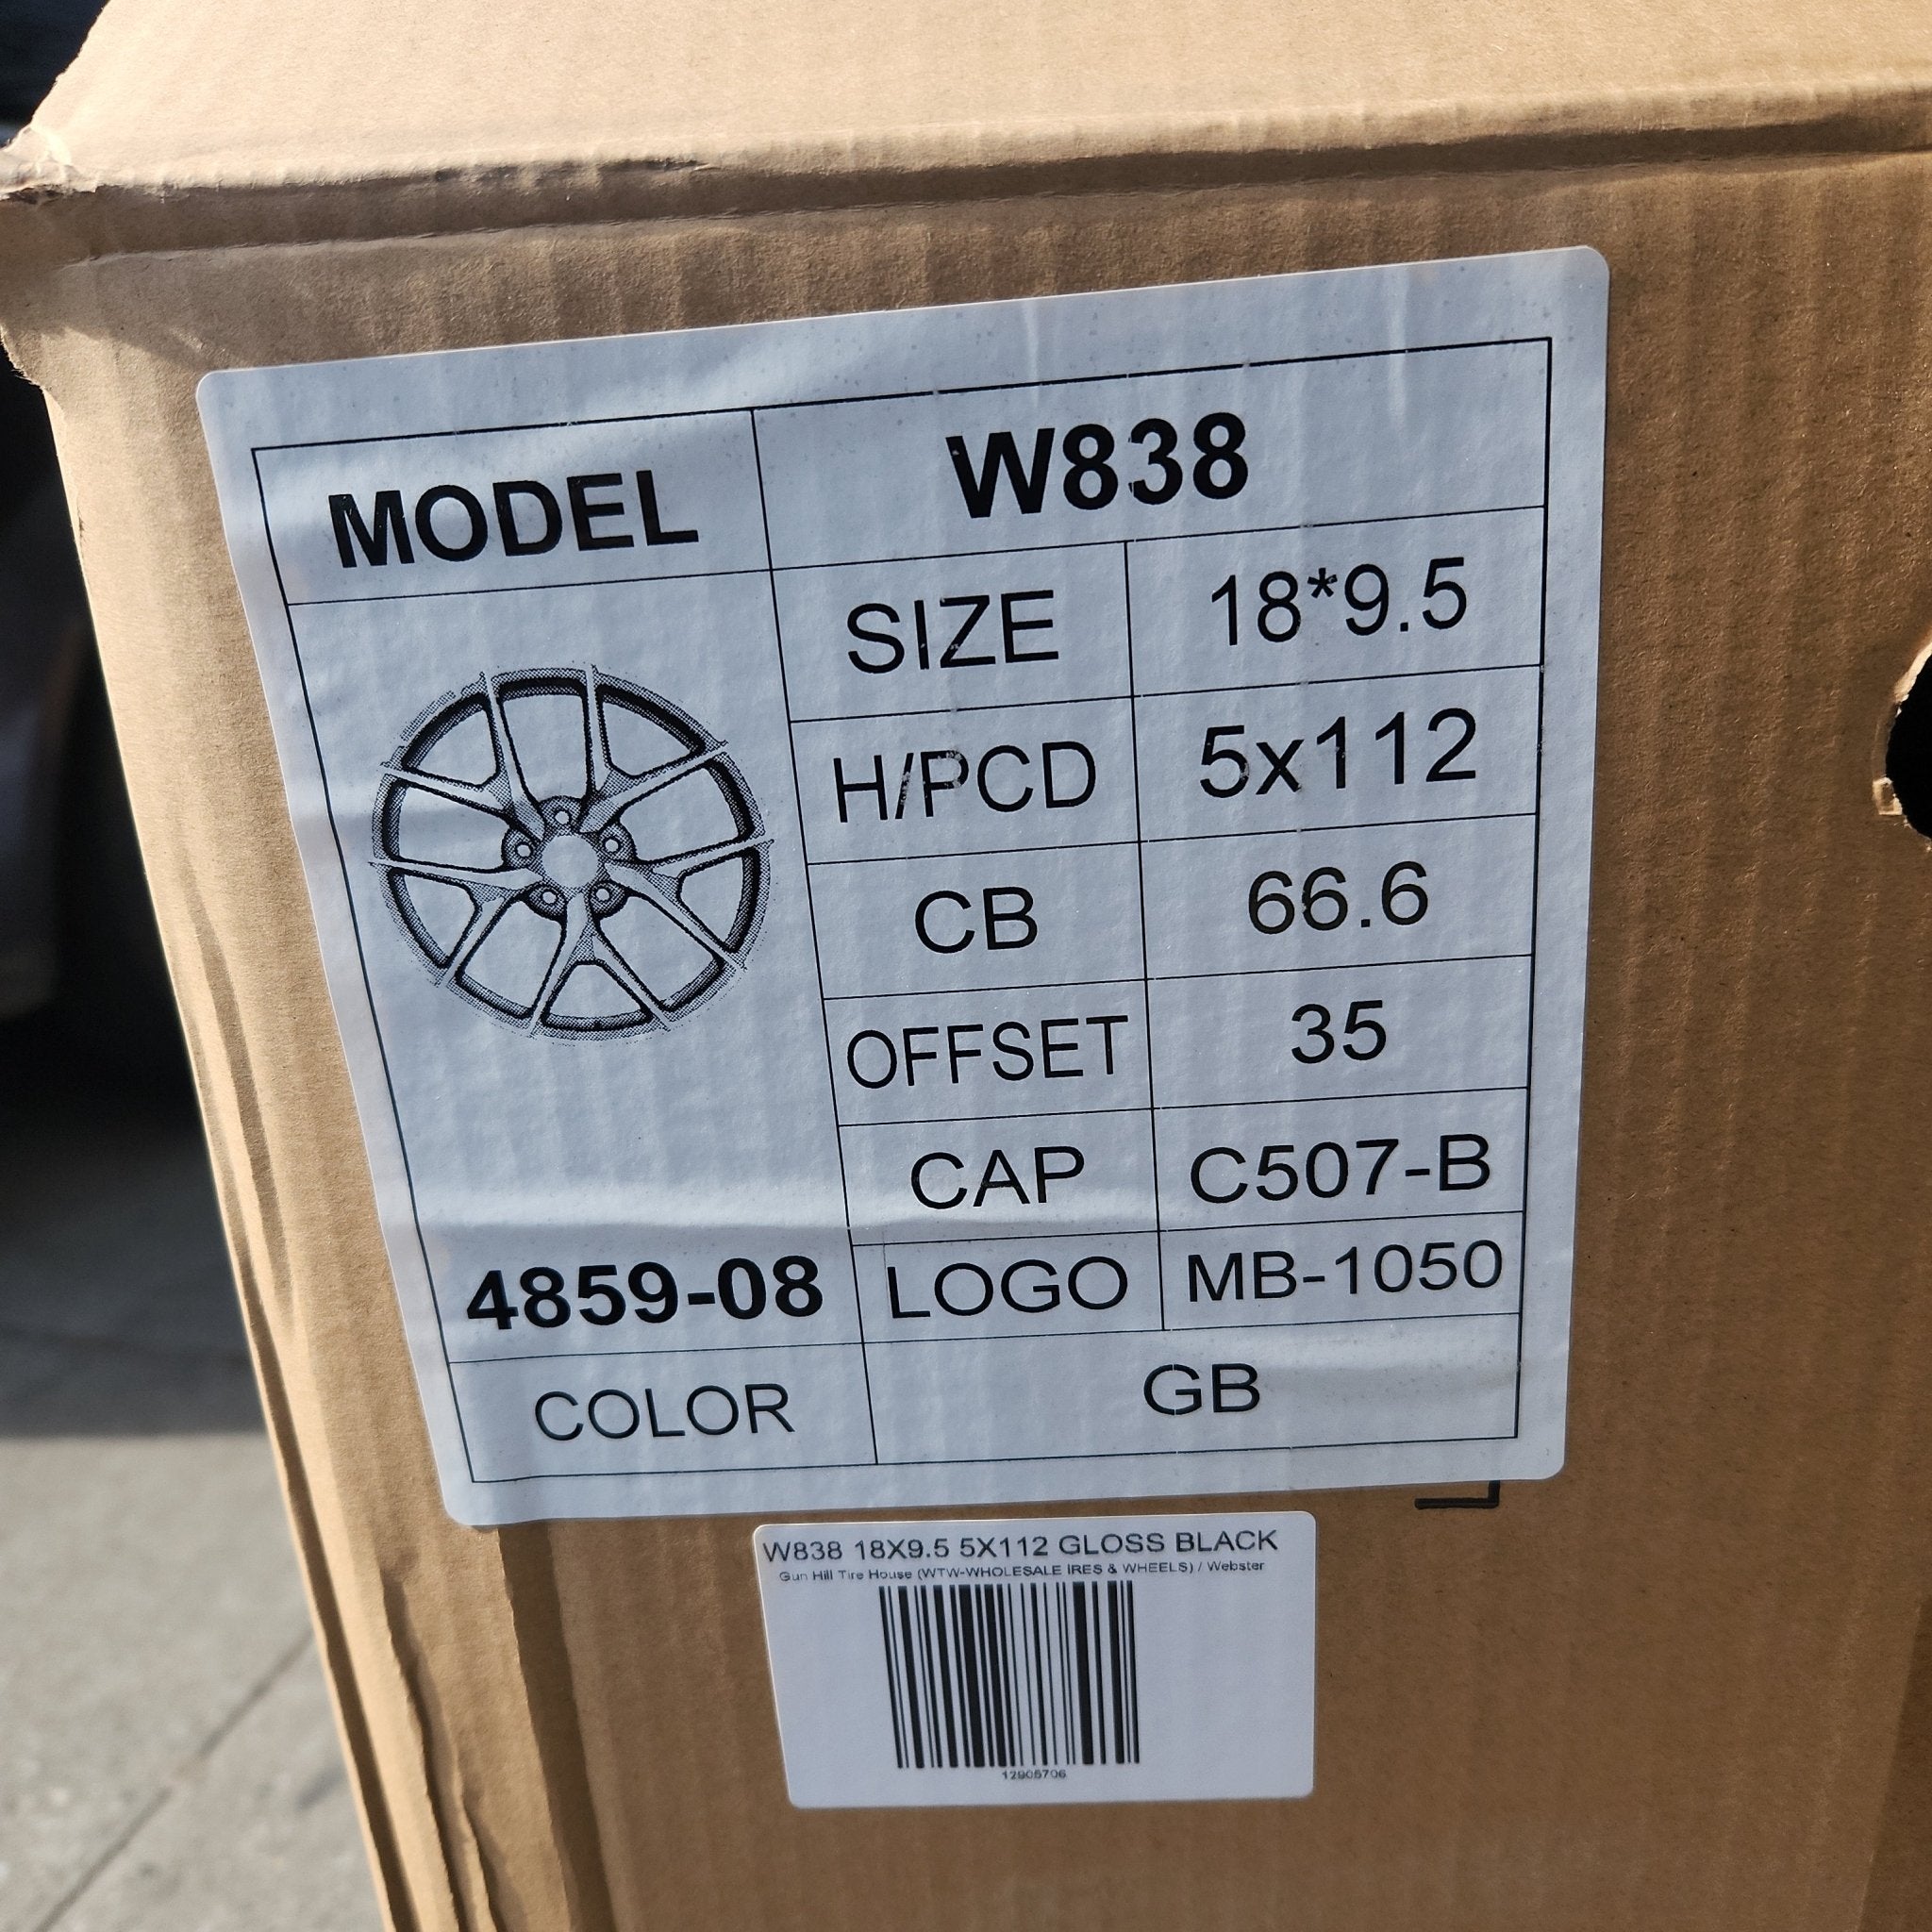 MODEL W838
SIZE 18*9.5
H/PCD 5x112
CB 66.6
OFFSET 35
CAP C507-B
4859-08 LOGO MB-1050
COLOR GB
W838 18X9.5 5X112 GLOSS BLACK
Gun Hill Tire House (WTW-WHOLESALE IRES & WHEELS) / Webster
12905706